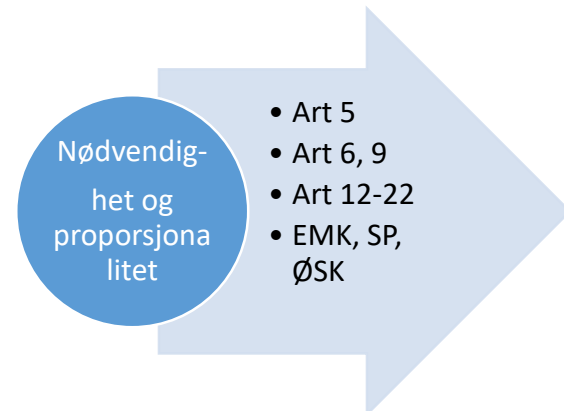 Nødvendig-
het og
proporsjona
litet
• Art 5
• Art 6, 9
• Art 12-22
• EMK, SP,
ØSK